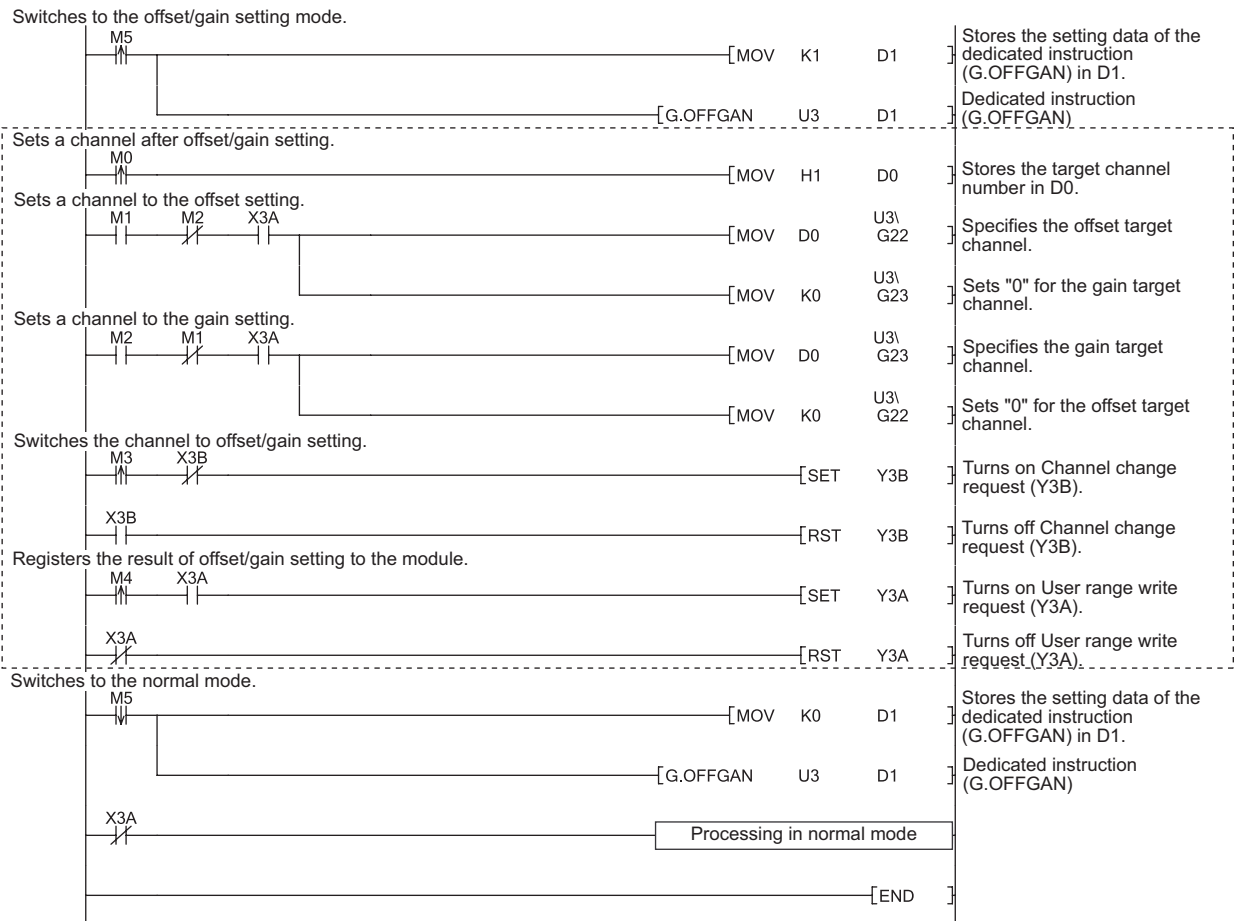 Switches to the offset/gain setting mode.
M5
[MOV K1 D1]
Stores the setting data of the
dedicated instruction
(G.OFFGAN) in D1.
[G.OFFGAN U3 D1]
Dedicated instruction
(G.OFFGAN)
Sets a channel after offset/gain setting.
M0
[MOV H1 D0]
Stores the target channel
number in D0.
Sets a channel to the offset setting.
M1 M2 X3A
[MOV D0 U3\
G22]
Specifies the offset target
channel.
[MOV K0 U3\
G23]
Sets "0" for the gain target
channel.
Sets a channel to the gain setting.
M2 M1 X3A
[MOV D0 U3\
G23]
Specifies the gain target
channel.
[MOV K0 U3\
G22]
Sets "0" for the offset target
channel.
Switches the channel to offset/gain setting.
M3 X3B
[SET Y3B]
Turns on Channel change
request (Y3B).
X3B
[RST Y3B]
Turns off Channel change
request (Y3B).
Registers the result of offset/gain setting to the module.
M4 X3A
[SET Y3A]
Turns on User range write
request (Y3A).
X3A
[RST Y3A]
Turns off User range write
request (Y3A).
Switches to the normal mode.
M5
[MOV K0 D1]
Stores the setting data of the
dedicated instruction
(G.OFFGAN) in D1.
[G.OFFGAN U3 D1]
Dedicated instruction
(G.OFFGAN)
X3A
Processing in normal mode
[END]